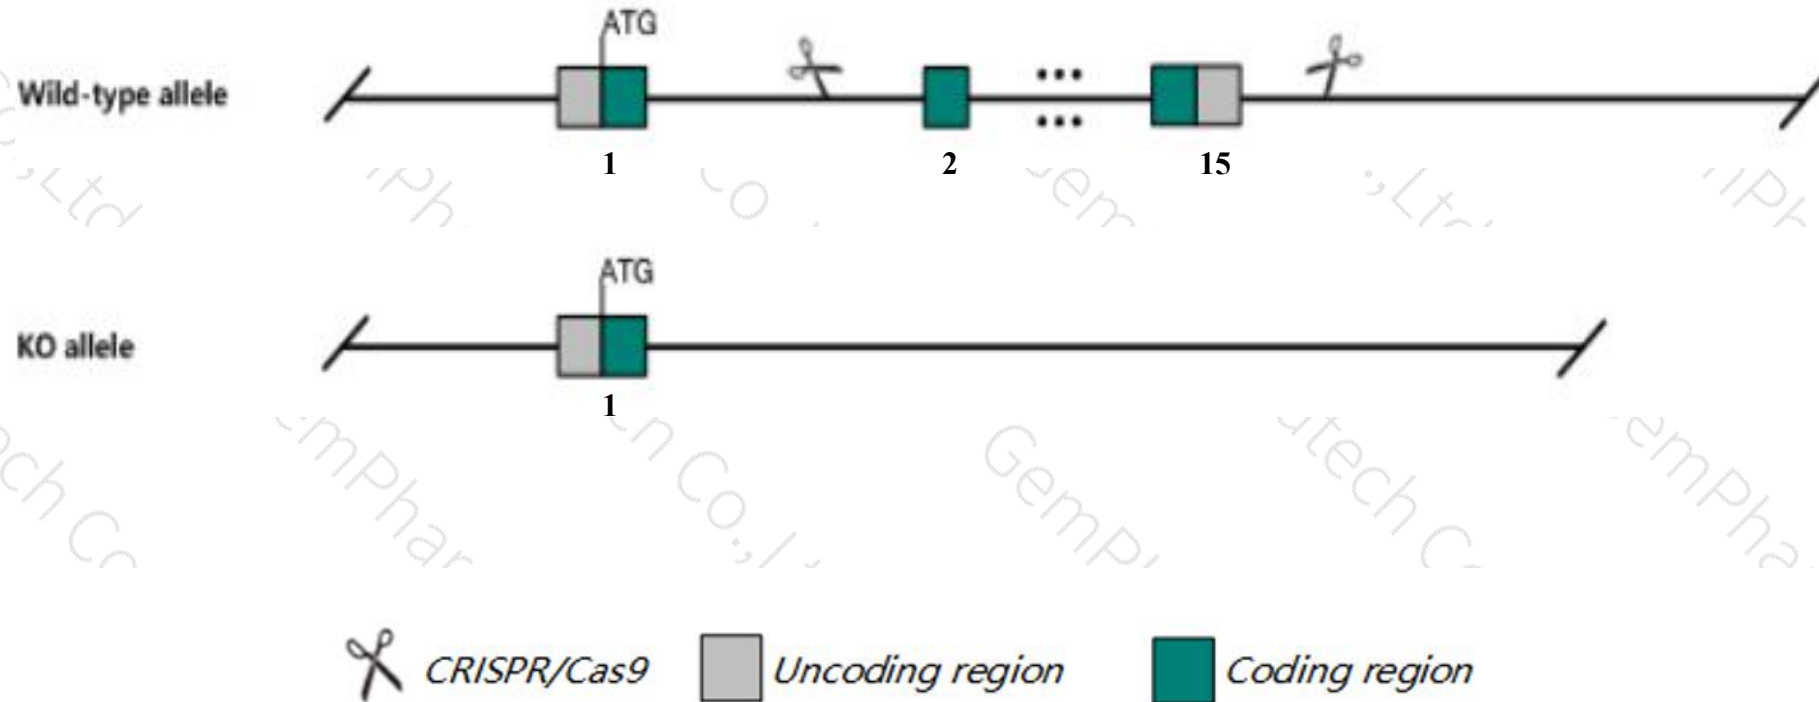 ATG
Wild-type allele
1 2 15
ATG
KO allele
1
CRISPR/Cas9 Uncoding region Coding region